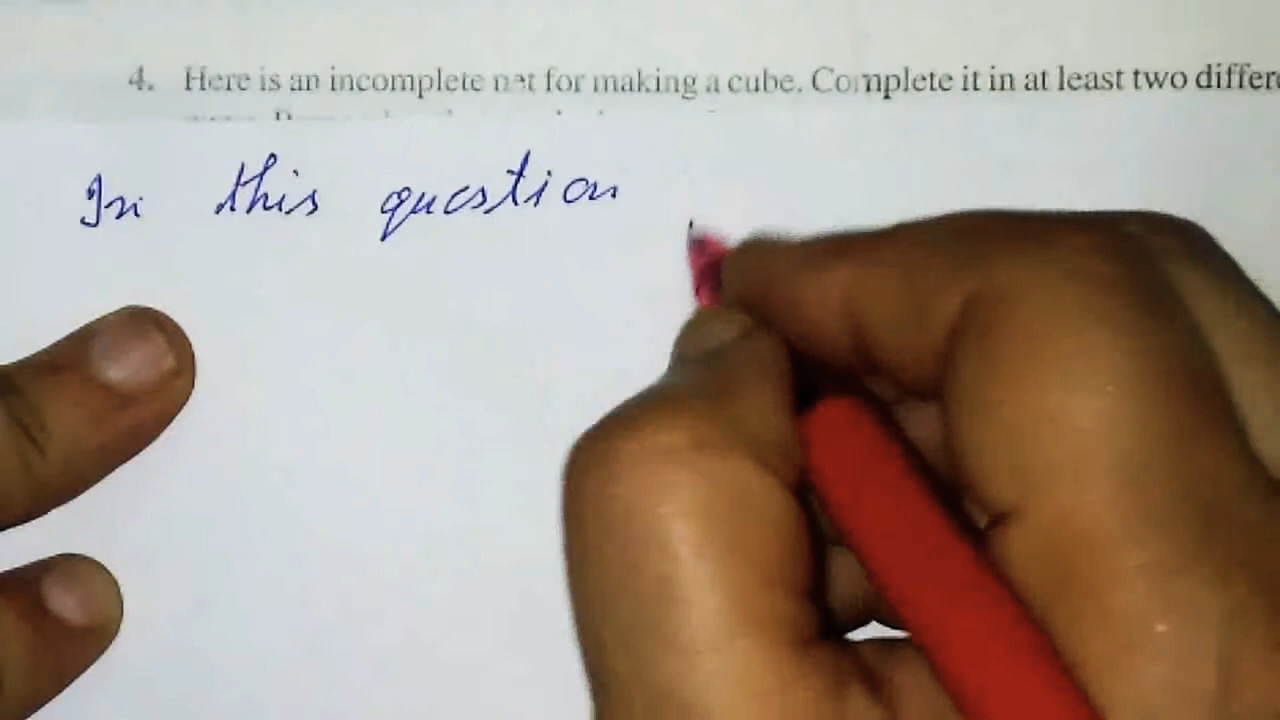 4. Here is an incomplete net for making a cube. Complete it in at least two differe
In this question